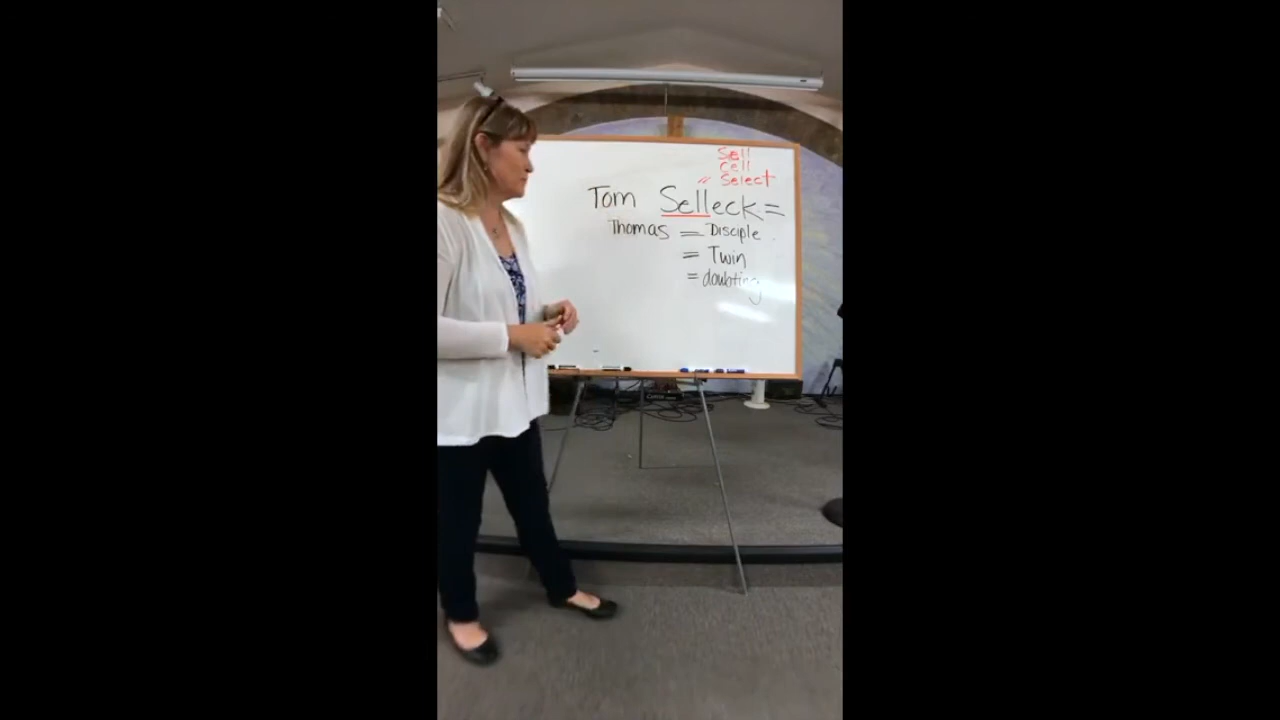 Sell
Cell
" Select
Tom Selleck =
Thomas = Disciple
= Twin
= doubting